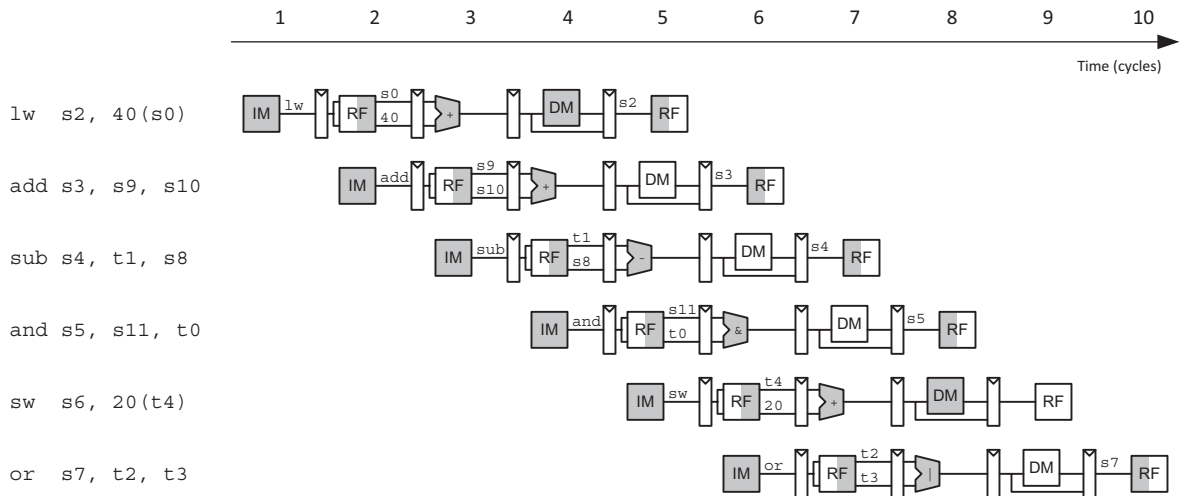 1 2 3 4 5 6 7 8 9 10
Time (cycles)
lw s2, 40(s0) IM lw RF s0 40 + DM s2 RF
add s3, s9, s10 IM add RF s9 s10 + DM s3 RF
sub s4, t1, s8 IM sub RF t1 s8 - DM s4 RF
and s5, s11, t0 IM and RF s11 t0 & DM s5 RF
sw s6, 20(t4) IM sw RF t4 20 + DM RF
or s7, t2, t3 IM or RF t2 t3 | DM s7 RF